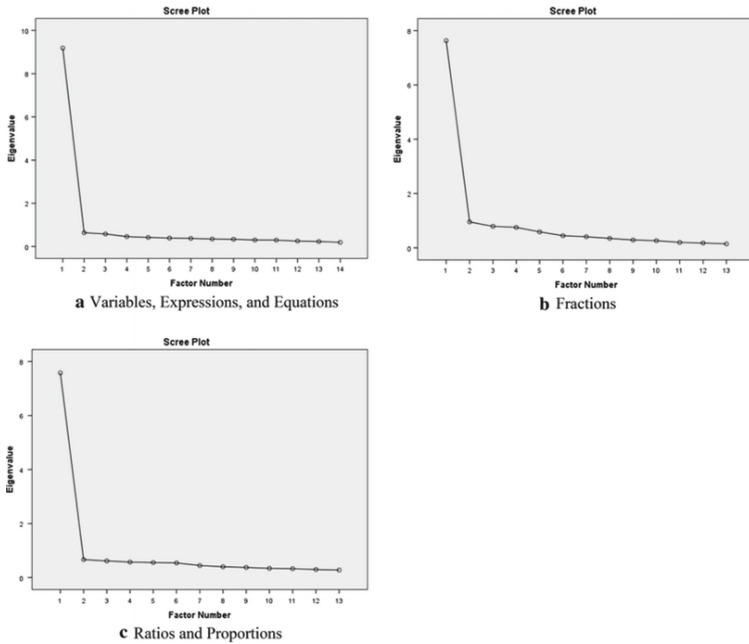 Scree Plot
10
8
6
4
2
0
Eigenvalue
1 2 3 4 5 6 7 8 9 10 11 12 13 14
Factor Number
a Variables, Expressions, and Equations
Scree Plot
8
6
4
2
0
Eigenvalue
1 2 3 4 5 6 7 8 9 10 11 12 13
Factor Number
b Fractions
Scree Plot
8
6
4
2
0
Eigenvalue
1 2 3 4 5 6 7 8 9 10 11 12 13
Factor Number
c Ratios and Proportions